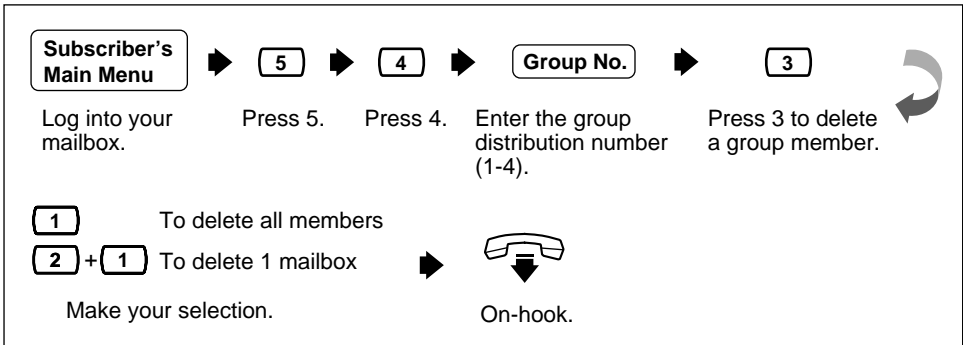 Subscriber's
Main Menu
5
4
Group No.
3
Log into your
mailbox.
Press 5.
Press 4.
Enter the group
distribution number
(1-4).
Press 3 to delete
a group member.
1 To delete all members
2 + 1 To delete 1 mailbox
Make your selection.
On-hook.